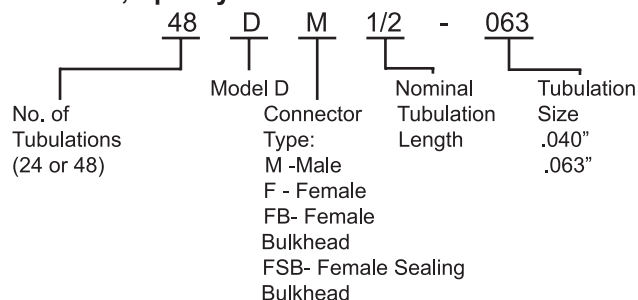 48 D M 1/2 - 063
No. of
Tubulations
(24 or 48)
Model D
Connector
Type:
M -Male
F - Female
FB- Female
Bulkhead
FSB- Female Sealing
Bulkhead
Nominal
Tubulation
Length
Tubulation
Size
.040”
.063”